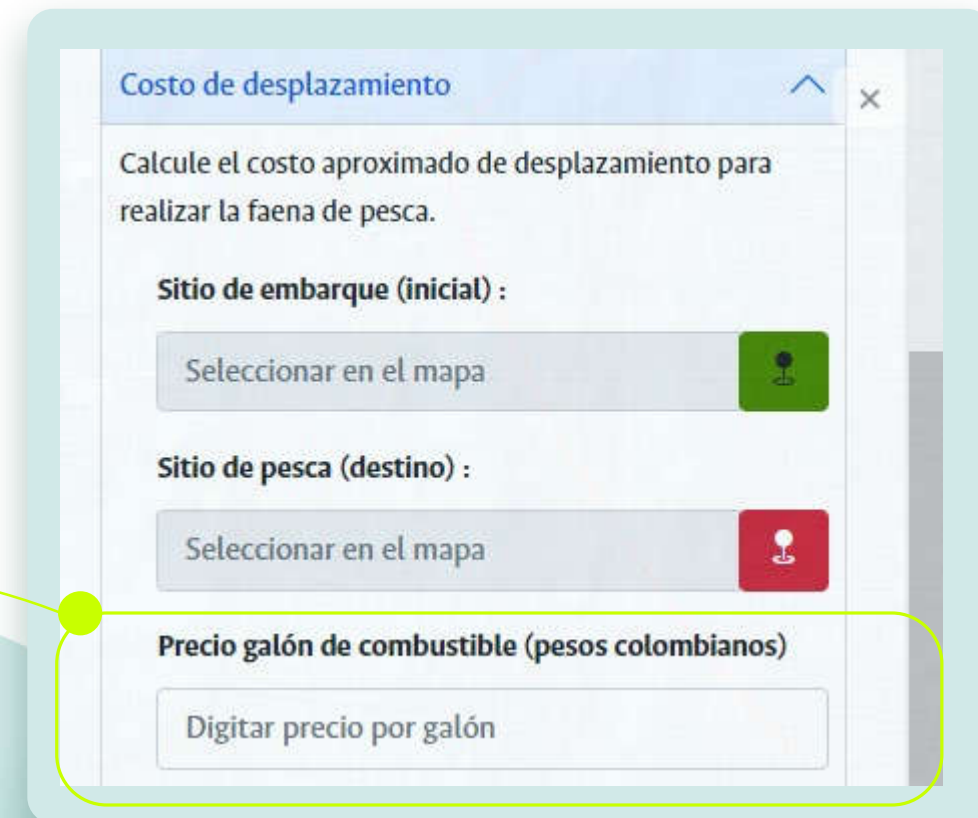 Costo de desplazamiento
Calcule el costo aproximado de desplazamiento para
realizar la faena de pesca.
Sitio de embarque (inicial) :
Seleccionar en el mapa
Sitio de pesca (destino) :
Seleccionar en el mapa
Precio galón de combustible (pesos colombianos)
Digitar precio por galón